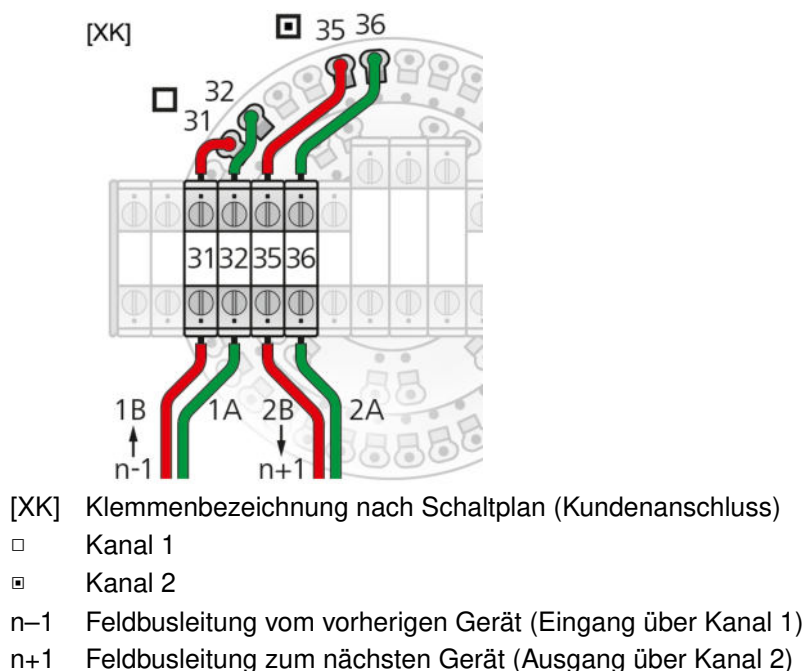 [XK]
▣ 35 36
□ 32
31
31 32 35 36
1B 1A 2B 2A
n-1 n+1
[XK] Klemmenbezeichnung nach Schaltplan (Kundenanschluss)
□ Kanal 1
▣ Kanal 2
n–1 Feldbusleitung vom vorherigen Gerät (Eingang über Kanal 1)
n+1 Feldbusleitung zum nächsten Gerät (Ausgang über Kanal 2)